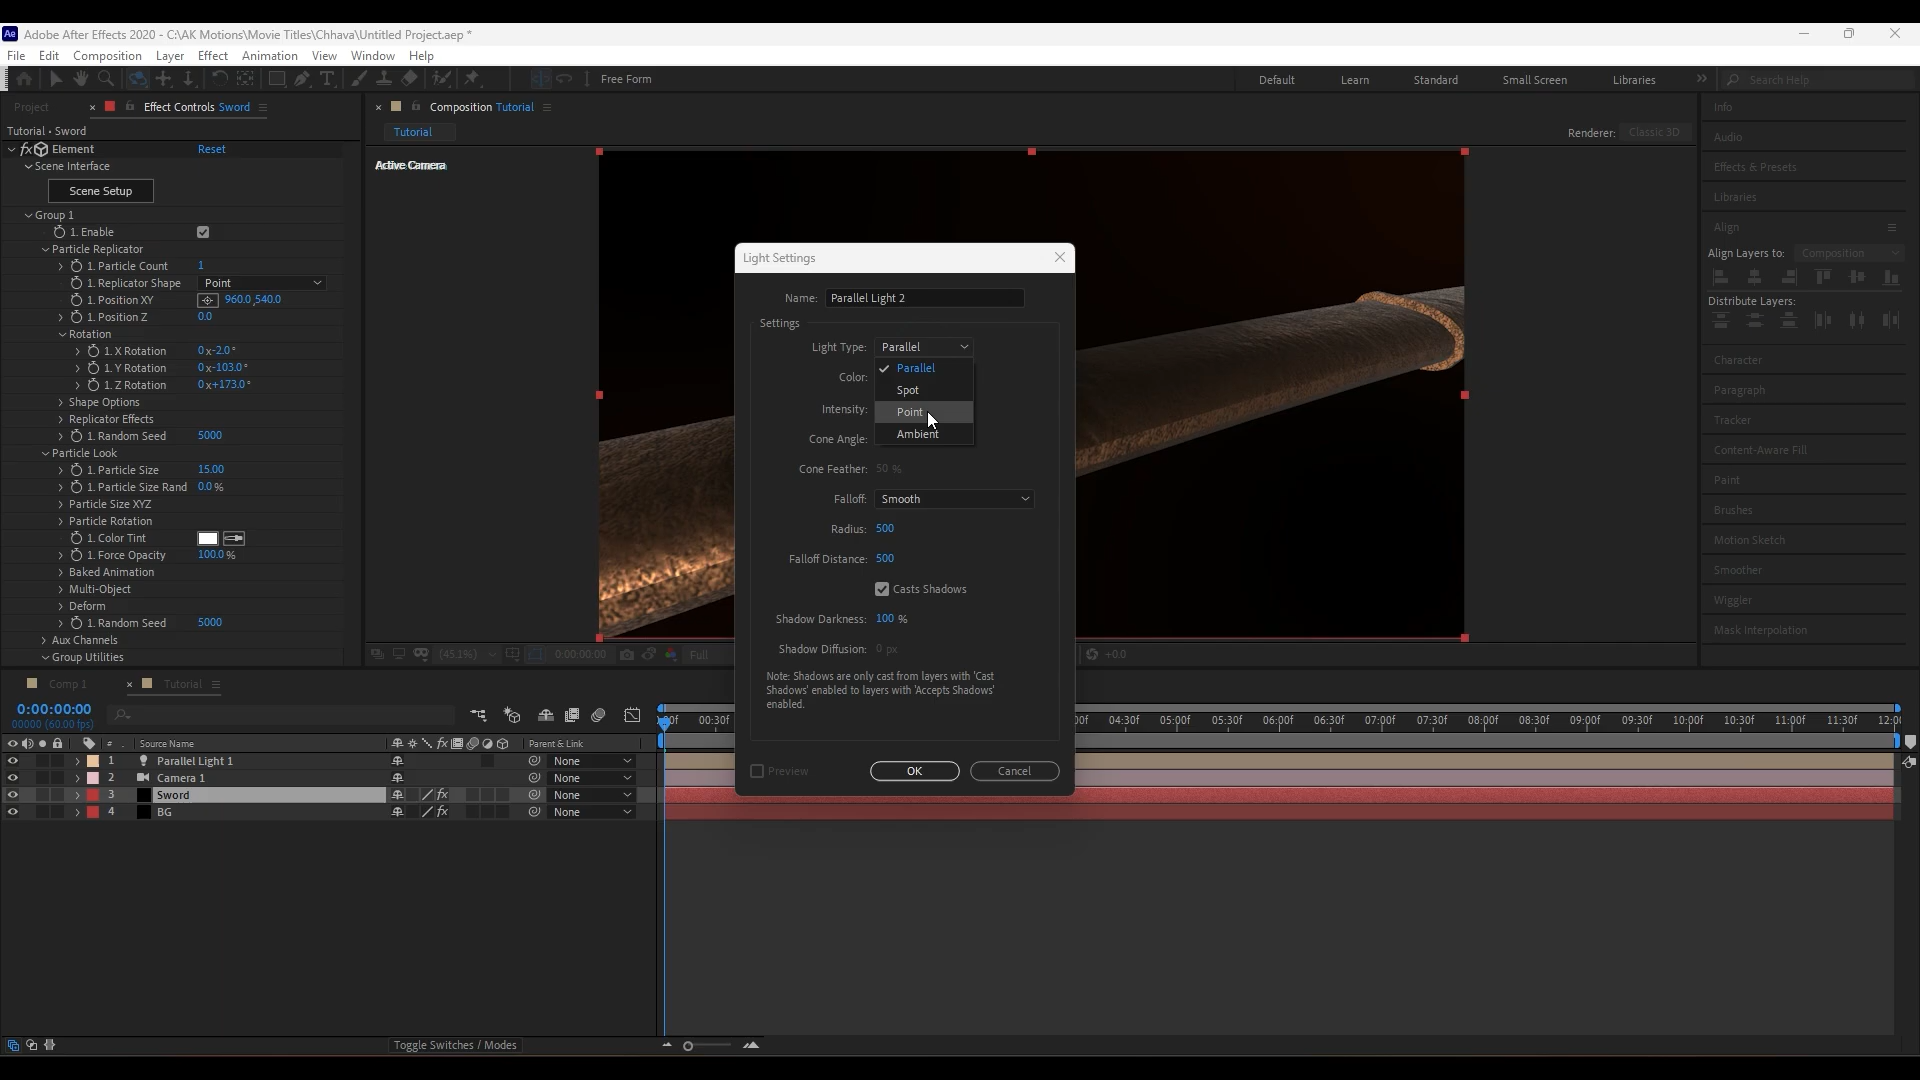 Adobe After Effects 2020 - C:\AK Motions\Movie Titles\Chhava\Untitled Project.aep *
File Edit Composition Layer Effect Animation View Window Help
Free Form Default Learn Standard Small Screen Libraries Search Help
Project Effect Controls Sword
Composition Tutorial
Info
Tutorial • Sword
Tutorial
Renderer: Classic 3D
Audio
Element Reset
Active Camera
Scene Interface
Effects & Presets
Scene Setup
Libraries
Group 1
1. Enable
Align
Particle Replicator
Align Layers to: Composition
1. Particle Count 1
1. Replicator Shape Point
1. Position XY 960.0 ,540.0
Distribute Layers:
1. Position Z 0.0
Rotation
1. X Rotation 0x-2.0°
1. Y Rotation 0x-103.0°
1. Z Rotation 0x+173.0°
Shape Options
Replicator Effects
1. Random Seed 5000
Particle Look
1. Particle Size 15.00
1. Particle Size Rand 0.0 %
Particle Size XYZ
Particle Rotation
1. Color Tint
1. Force Opacity 100.0 %
Baked Animation
Multi-Object
Deform
1. Random Seed 5000
Aux Channels
Group Utilities
Light Settings
Name: Parallel Light 2
Settings
Light Type: Parallel
Color:
Intensity:
Cone Angle:
Parallel
Spot
Point
Ambient
Cone Feather: 50 %
Falloff: Smooth
Radius: 500
Falloff Distance: 500
Casts Shadows
Shadow Darkness: 100 %
Shadow Diffusion: 0 px
Note: Shadows are only cast from layers with 'Cast
Shadows' enabled to layers with 'Accepts Shadows'
enabled.
Preview OK Cancel
Character
Paragraph
Tracker
Content-Aware Fill
Paint
Brushes
Motion Sketch
Smoother
Wiggler
Mask Interpolation
(45.1%) 0:00:00:00 Full +0.0
Comp 1 Tutorial
0:00:00:00
00000 (60.00 fps)
00:30f 04:30f 05:00f 05:30f 06:00f 06:30f 07:00f 07:30f 08:00f 08:30f 09:00f 09:30f 10:00f 10:30f 11:00f 11:30f
# Source Name Parent & Link
1 Parallel Light 1 None
2 Camera 1 None
3 Sword fx None
4 BG fx None
Toggle Switches / Modes